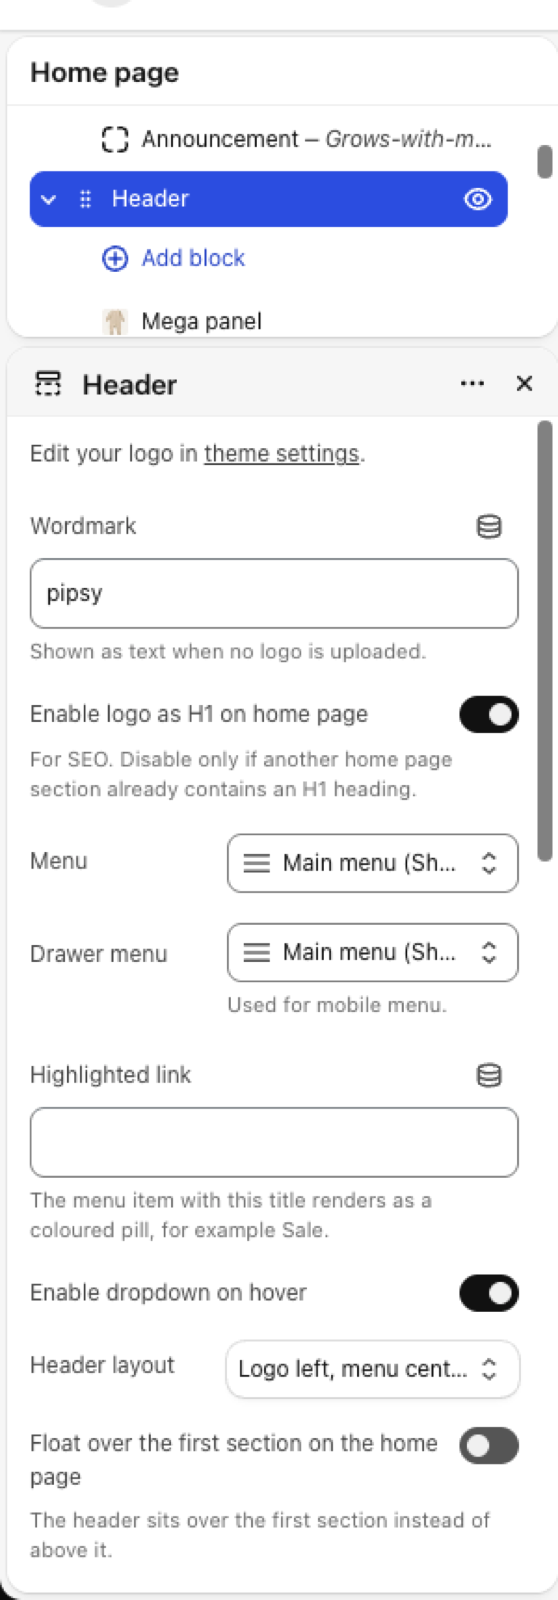 Home page
Announcement – Grows-with-m...
Header
Add block
Mega panel
Header
Edit your logo in theme settings.
Wordmark
pipsy
Shown as text when no logo is uploaded.
Enable logo as H1 on home page
For SEO. Disable only if another home page
section already contains an H1 heading.
Menu
Main menu (Sh...
Drawer menu
Main menu (Sh...
Used for mobile menu.
Highlighted link
The menu item with this title renders as a
coloured pill, for example Sale.
Enable dropdown on hover
Header layout
Logo left, menu cent...
Float over the first section on the home
page
The header sits over the first section instead of
above it.